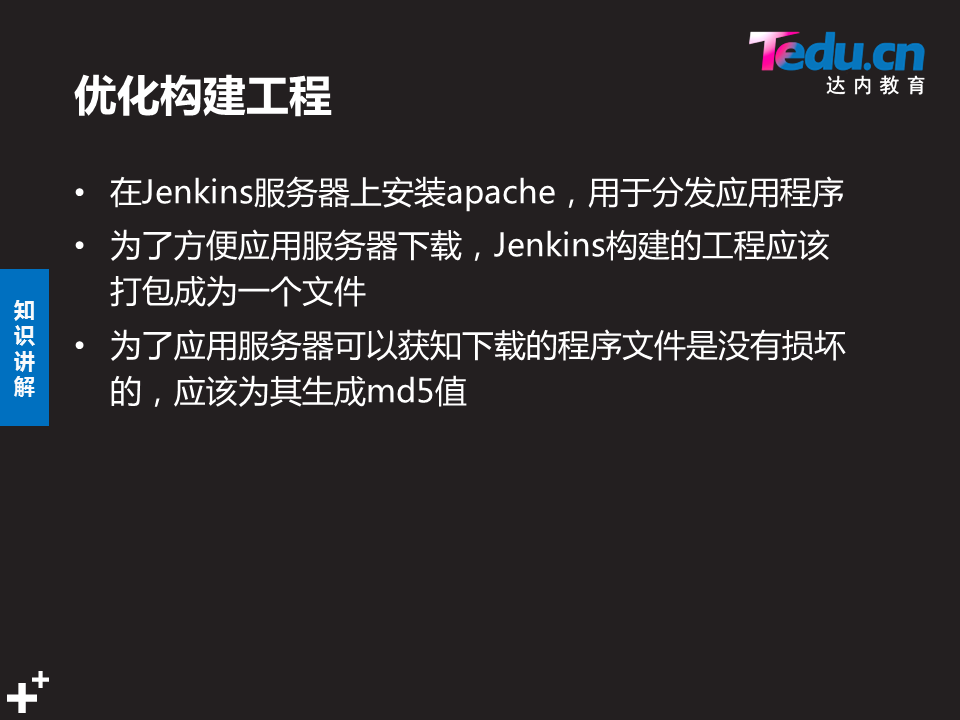 Tedu.cn
达内教育
优化构建工程
• 在Jenkins服务器上安装apache，用于分发应用程序
• 为了方便应用服务器下载，Jenkins构建的工程应该
打包成为一个文件
• 为了应用服务器可以获知下载的程序文件是没有损坏
的，应该为其生成md5值
知
识
讲
解